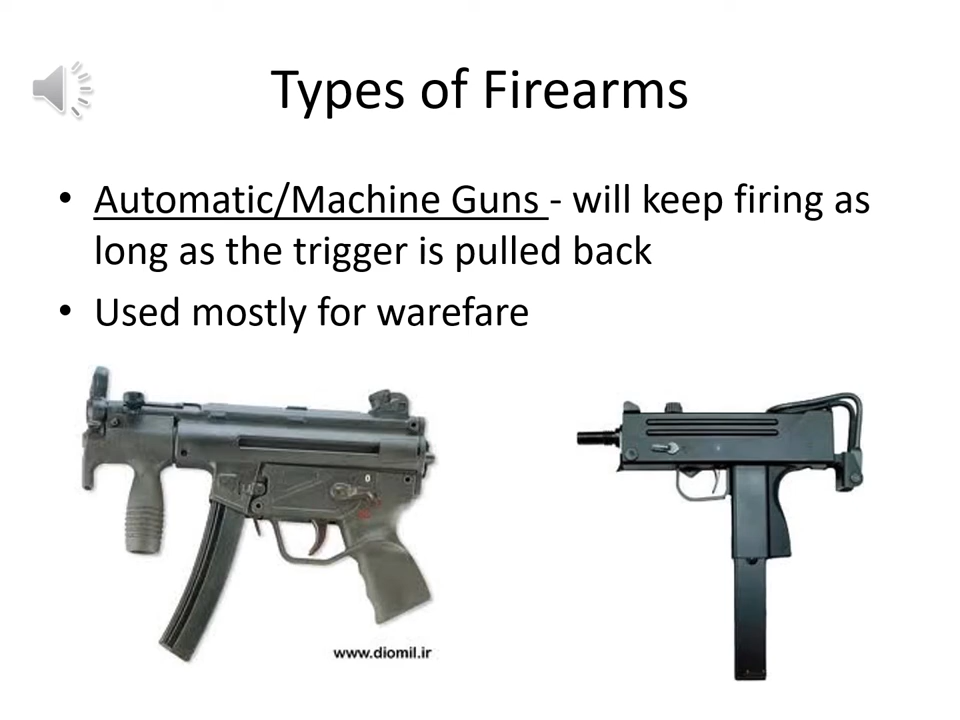 Types of Firearms
• Automatic/Machine Guns - will keep firing as
long as the trigger is pulled back
• Used mostly for warefare
0
www.diomil.ir